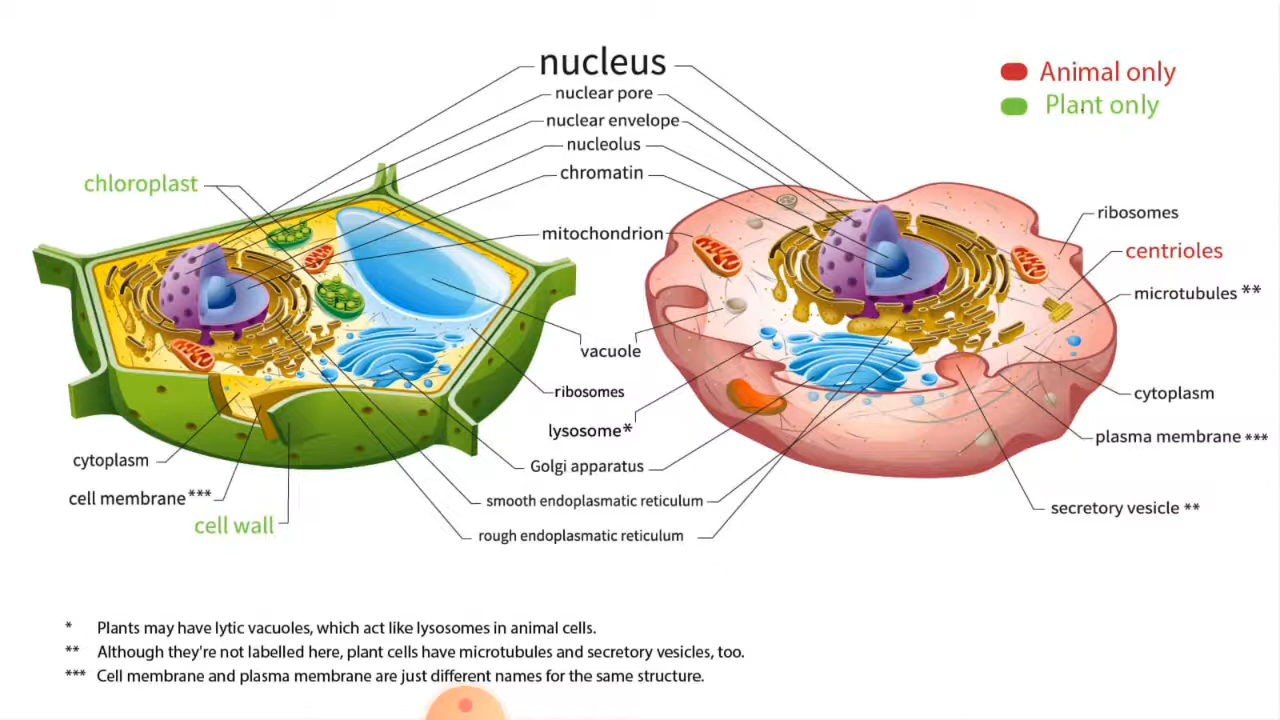 nucleus
nuclear pore
nuclear envelope
nucleolus
chromatin
mitochondrion
vacuole
ribosomes
lysosome*
Golgi apparatus
smooth endoplasmatic reticulum
rough endoplasmatic reticulum
chloroplast
cytoplasm
cell membrane***
cell wall
Animal only
Plant only
ribosomes
centrioles
microtubules **
cytoplasm
plasma membrane ***
secretory vesicle **
* Plants may have lytic vacuoles, which act like lysosomes in animal cells.
** Although they're not labelled here, plant cells have microtubules and secretory vesicles, too.
*** Cell membrane and plasma membrane are just different names for the same structure.